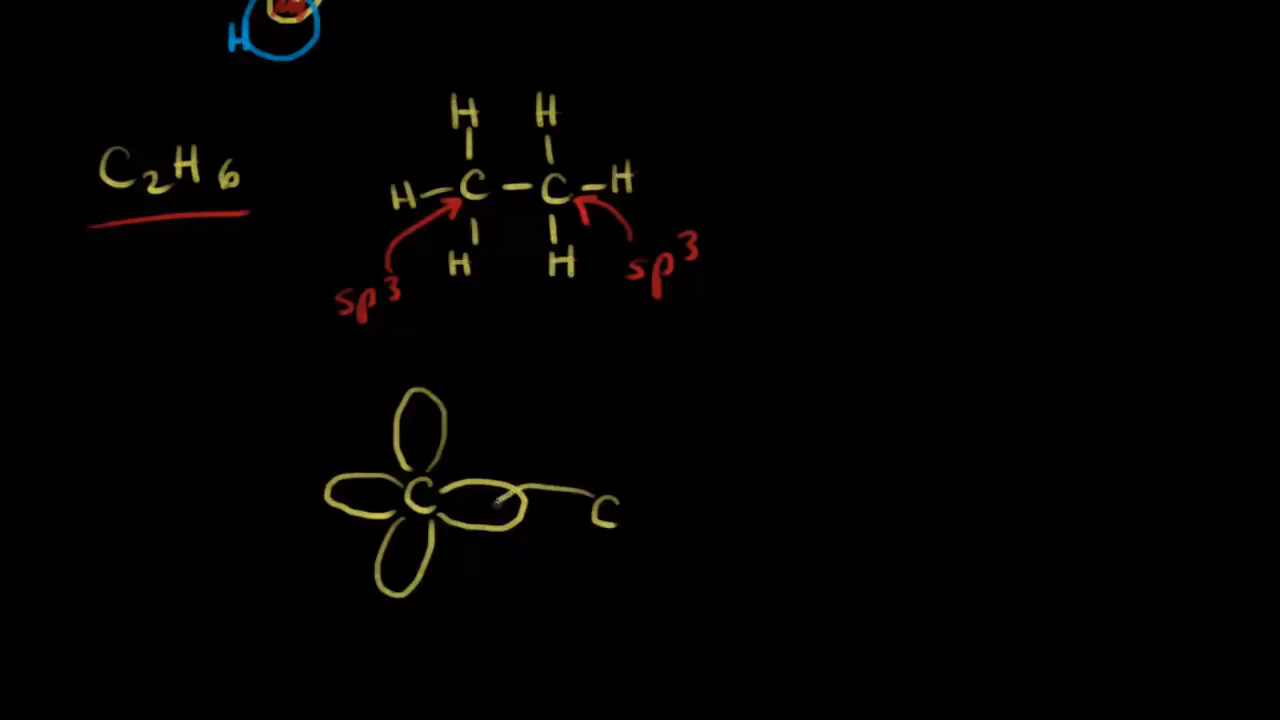 H
H H
C₂H₆ H–C–C–H
H H
sp³ sp³
C C